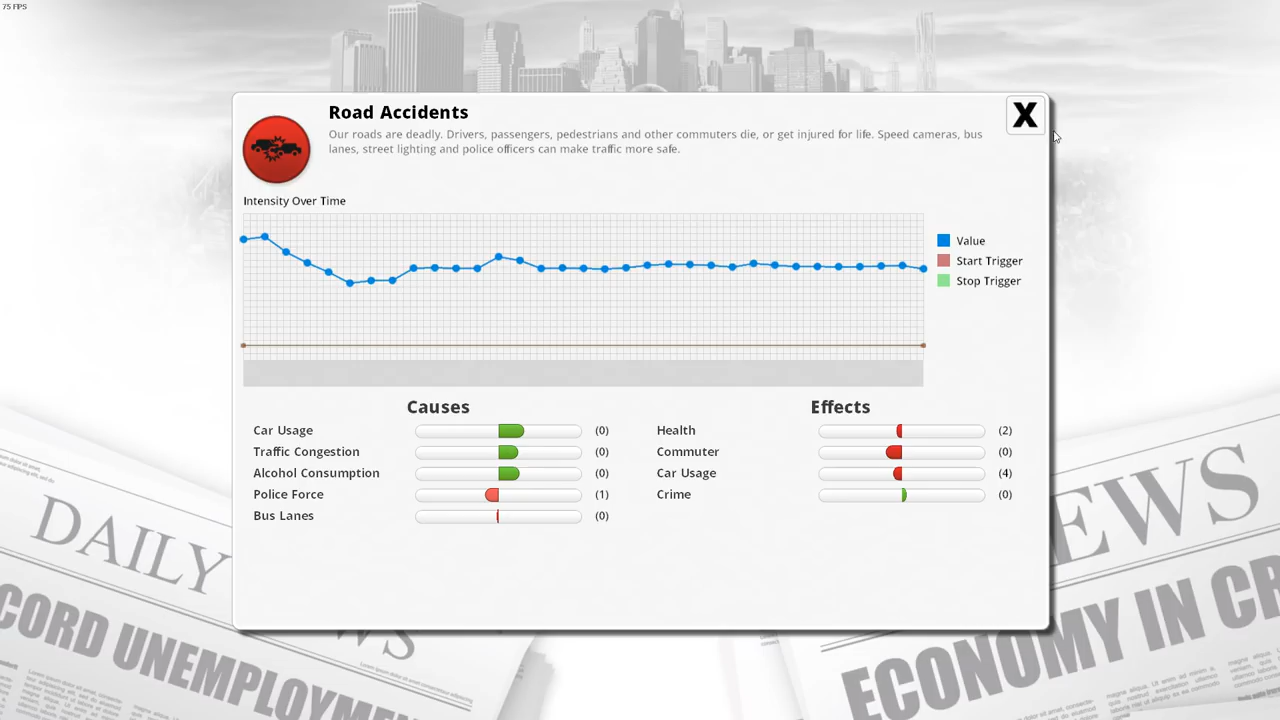 75 FPS
Road Accidents
X
Our roads are deadly. Drivers, passengers, pedestrians and other commuters die, or get injured for life. Speed cameras, bus
lanes, street lighting and police officers can make traffic more safe.
Intensity Over Time
Value
Start Trigger
Stop Trigger
Causes
Car Usage (0)
Traffic Congestion (0)
Alcohol Consumption (0)
Police Force (1)
Bus Lanes (0)
Effects
Health (2)
Commuter (0)
Car Usage (4)
Crime (0)
DAILY
WS
CORD UNEMPLOYME
EWS
ECONOMY IN CR